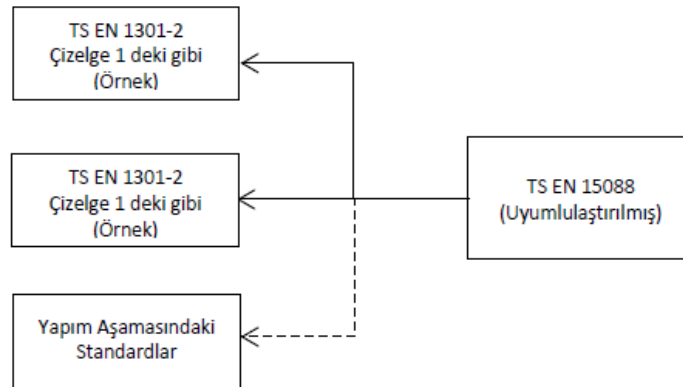 TS EN 1301-2
Çizelge 1 deki gibi
(Örnek)
TS EN 1301-2
Çizelge 1 deki gibi
(Örnek)
TS EN 15088
(Uyumlulaştırılmış)
Yapım Aşamasındaki
Standardlar